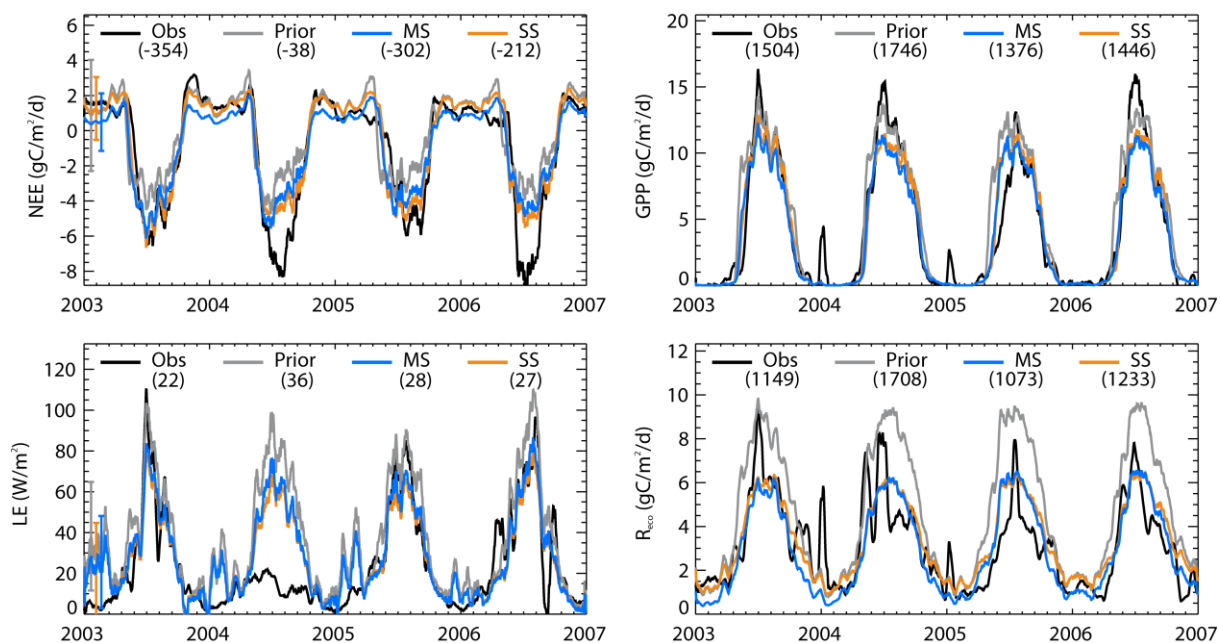 Obs Prior MS SS
(-354) (-38) (-302) (-212)
NEE (gC/m²/d)
6
4
2
0
-2
-4
-6
-8
2003 2004 2005 2006 2007
Obs Prior MS SS
(1504) (1746) (1376) (1446)
GPP (gC/m²/d)
20
15
10
5
0
2003 2004 2005 2006 2007
Obs Prior MS SS
(22) (36) (28) (27)
LE (W/m²)
120
100
80
60
40
20
0
2003 2004 2005 2006 2007
Obs Prior MS SS
(1149) (1708) (1073) (1233)
Reco (gC/m²/d)
12
10
8
6
4
2
0
2003 2004 2005 2006 2007